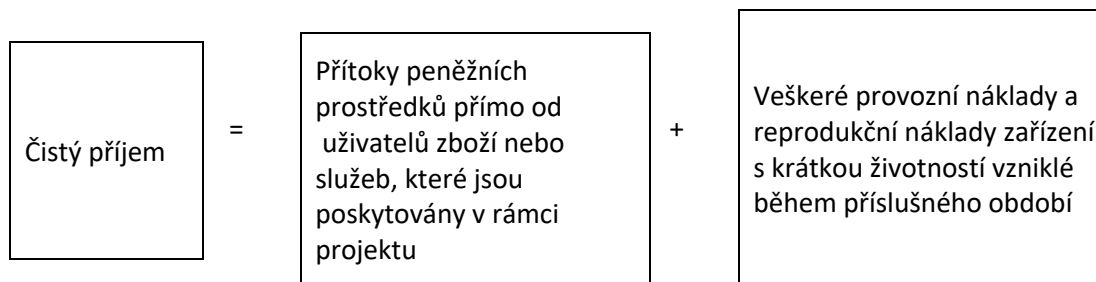 Čistý příjem
=
Přítoky peněžních
prostředků přímo od
uživatelů zboží nebo
služeb, které jsou
poskytovány v rámci
projektu
+
Veškeré provozní náklady a
reprodukční náklady zařízení
s krátkou životností vzniklé
během příslušného období